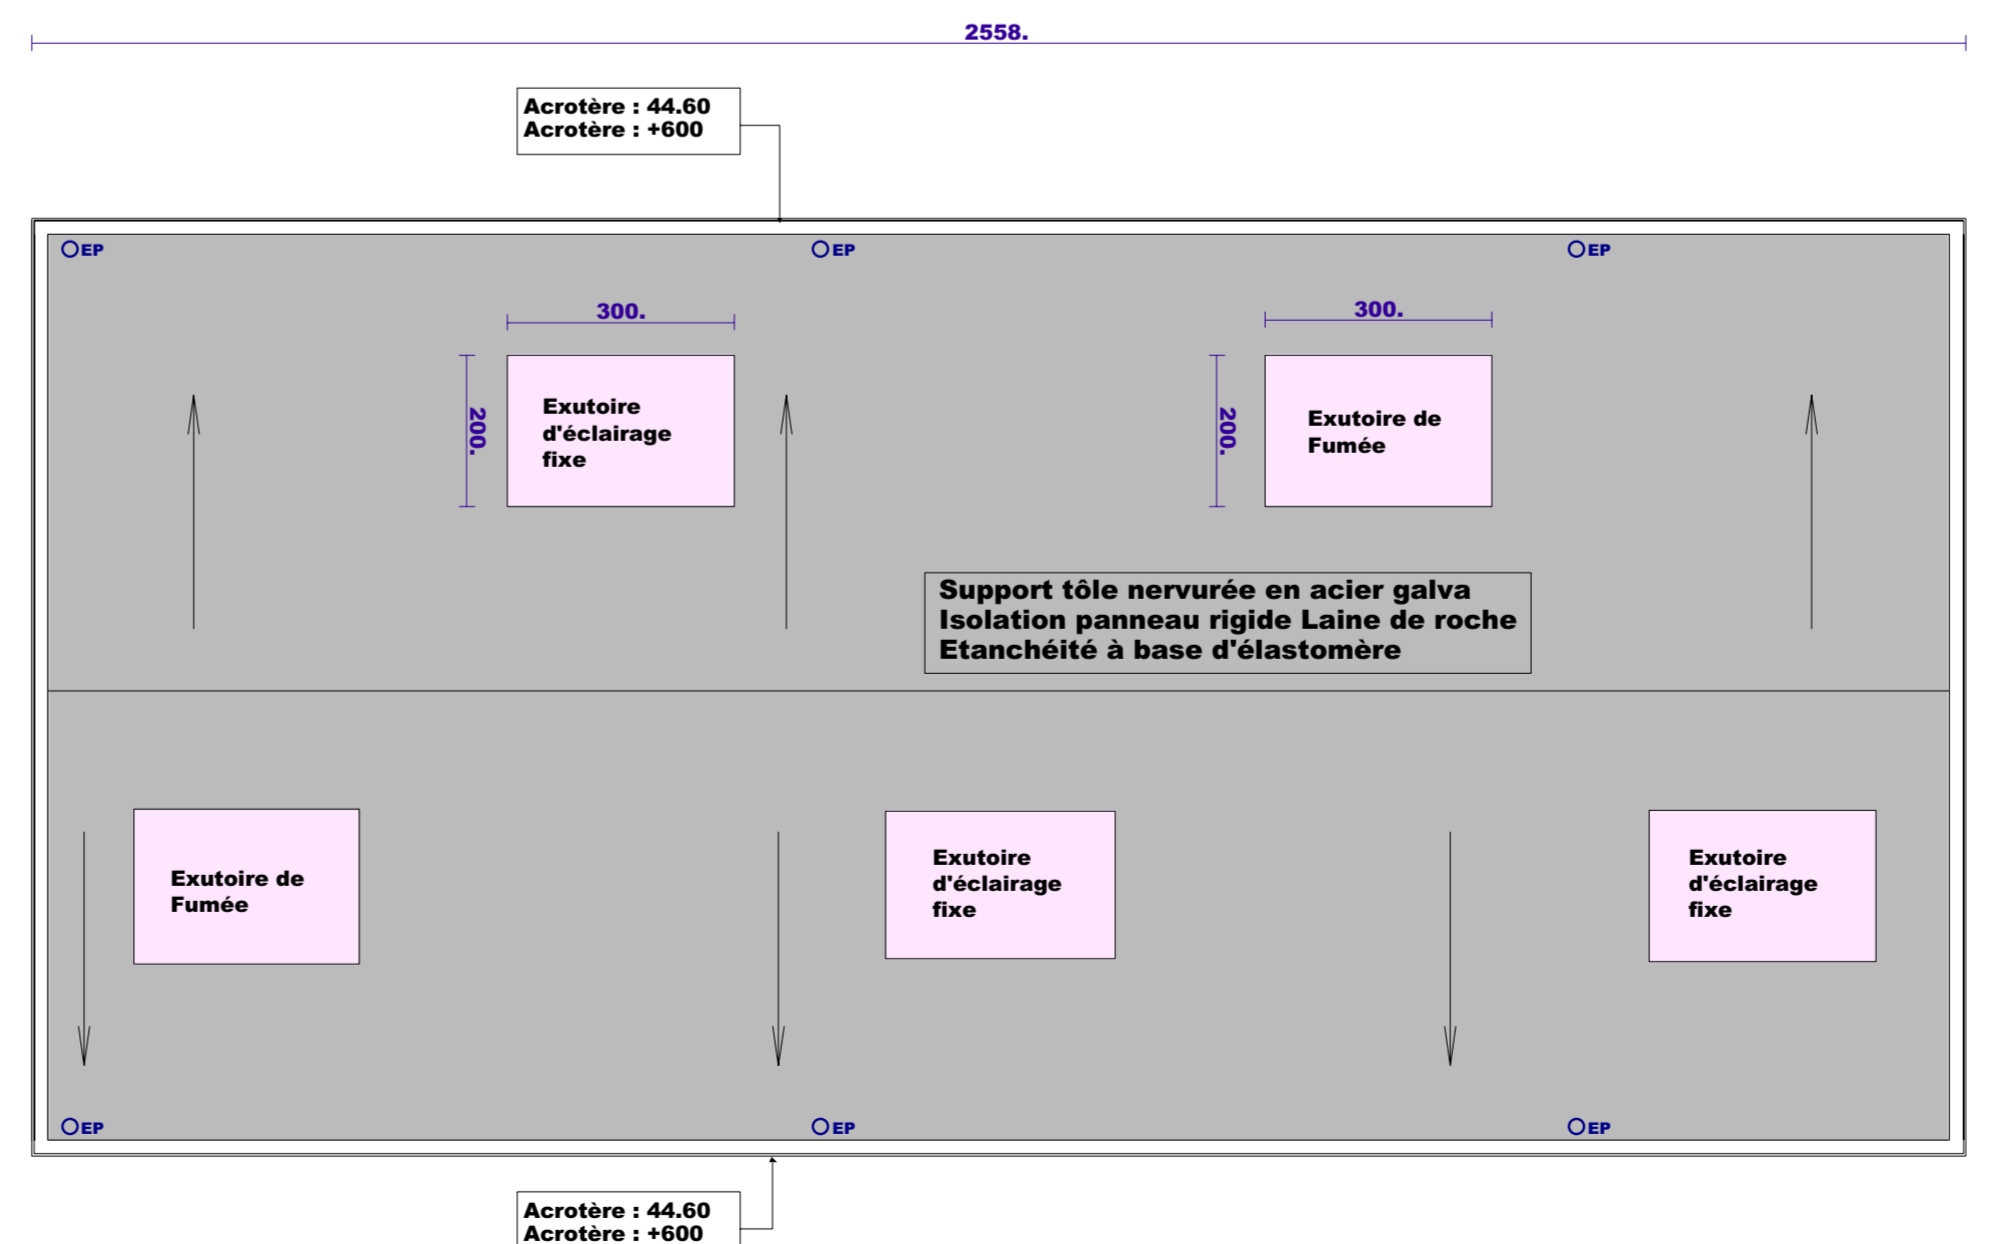 2558.
Acrotère : 44.60
Acrotère : +600
EP
EP
EP
300.
300.
200.
Exutoire
d'éclairage
fixe
200.
Exutoire de
Fumée
Support tôle nervurée en acier galva
Isolation panneau rigide Laine de roche
Etanchéité à base d'élastomère
Exutoire de
Fumée
Exutoire
d'éclairage
fixe
Exutoire
d'éclairage
fixe
EP
EP
EP
Acrotère : 44.60
Acrotère : +600